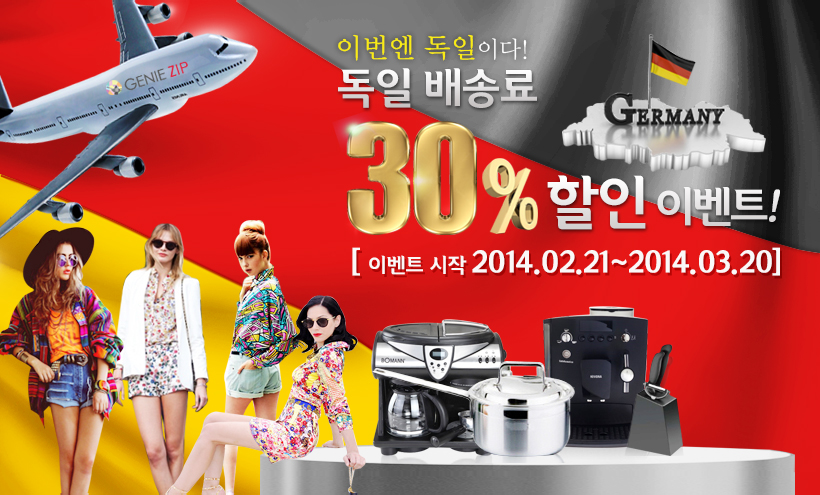 GENIE ZIP
이번엔 독일이다!
독일 배송료
GERMANY
30% 할인 이벤트!
[ 이벤트 시작 2014.02.21~2014.03.20]
BOMANN